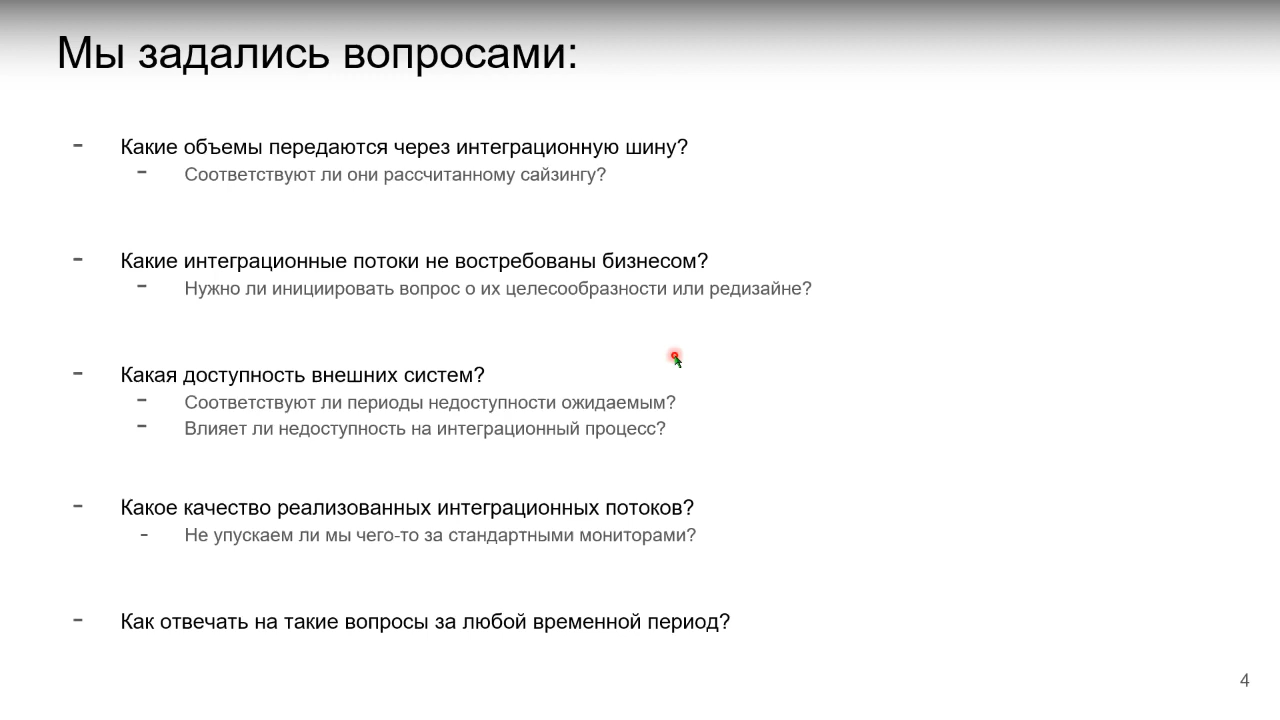 Мы задались вопросами:
- Какие объемы передаются через интеграционную шину?
- Соответствуют ли они рассчитанному сайзингу?
- Какие интеграционные потоки не востребованы бизнесом?
- Нужно ли инициировать вопрос о их целесообразности или редизайне?
- Какая доступность внешних систем?
- Соответствуют ли периоды недоступности ожидаемым?
- Влияет ли недоступность на интеграционный процесс?
- Какое качество реализованных интеграционных потоков?
- Не упускаем ли мы чего-то за стандартными мониторами?
- Как отвечать на такие вопросы за любой временной период?
4